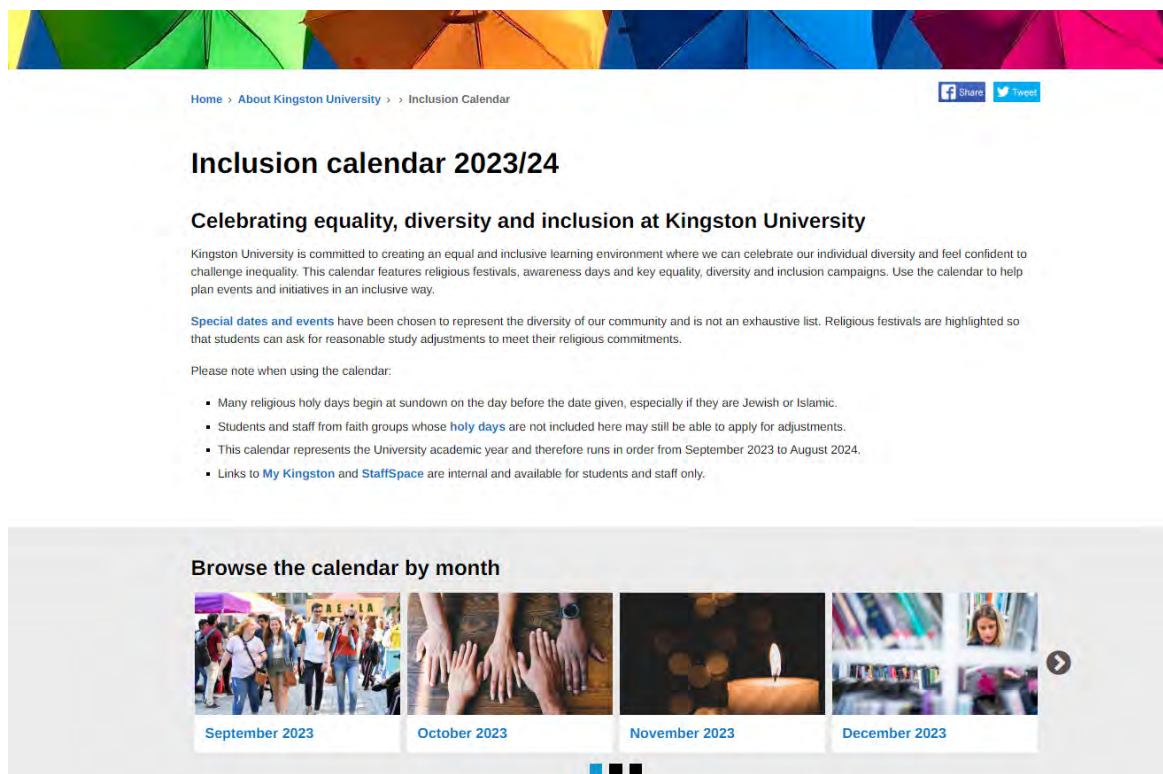 Home › About Kingston University › › Inclusion Calendar
Share
Tweet
Inclusion calendar 2023/24
Celebrating equality, diversity and inclusion at Kingston University
Kingston University is committed to creating an equal and inclusive learning environment where we can celebrate our individual diversity and feel confident to
challenge inequality. This calendar features religious festivals, awareness days and key equality, diversity and inclusion campaigns. Use the calendar to help
plan events and initiatives in an inclusive way.
Special dates and events have been chosen to represent the diversity of our community and is not an exhaustive list. Religious festivals are highlighted so
that students can ask for reasonable study adjustments to meet their religious commitments.
Please note when using the calendar:
▪ Many religious holy days begin at sundown on the day before the date given, especially if they are Jewish or Islamic.
▪ Students and staff from faith groups whose holy days are not included here may still be able to apply for adjustments.
▪ This calendar represents the University academic year and therefore runs in order from September 2023 to August 2024.
▪ Links to My Kingston and StaffSpace are internal and available for students and staff only.
Browse the calendar by month
September 2023
October 2023
November 2023
December 2023